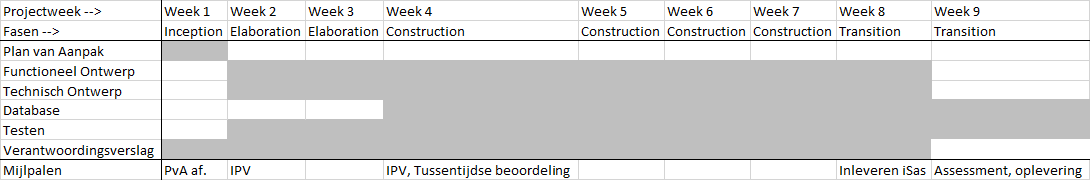 Projectweek --> Week 1 Week 2 Week 3 Week 4 Week 5 Week 6 Week 7 Week 8 Week 9
Fasen --> Inception Elaboration Elaboration Construction Construction Construction Construction Transition Transition
Plan van Aanpak
Functioneel Ontwerp
Technisch Ontwerp
Database
Testen
Verantwoordingsverslag
Mijlpalen PvA af. IPV IPV, Tussentijdse beoordeling Inleveren iSas Assessment, oplevering